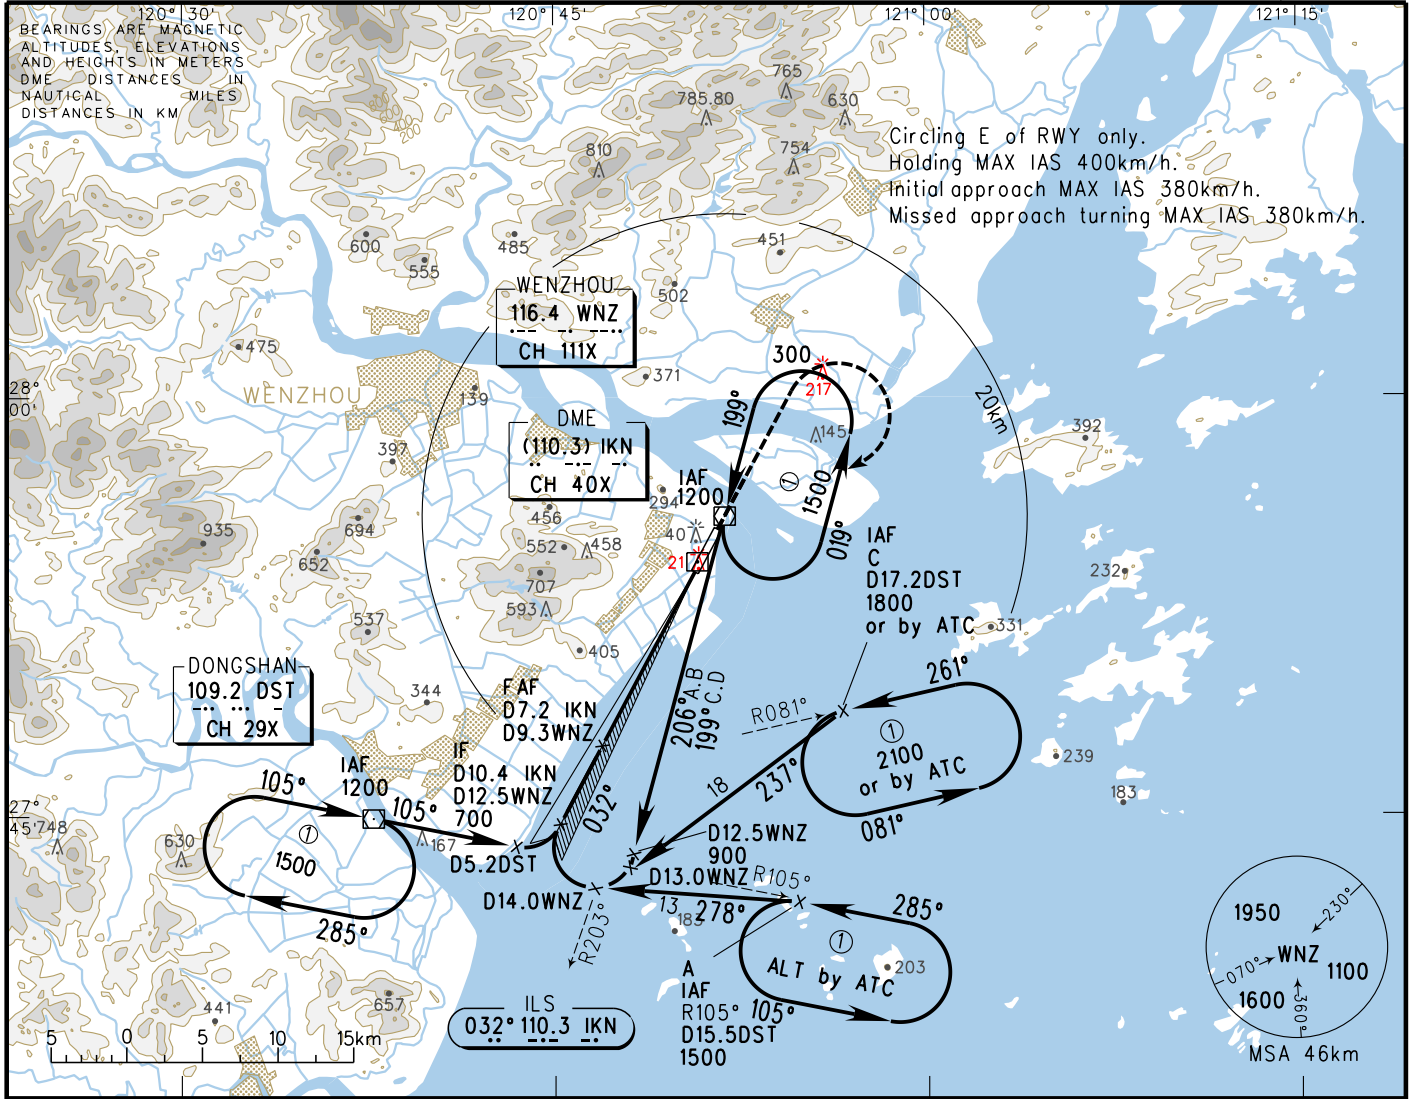 120° 30'
120° 45'
121° 00'
121° 15'
BEARINGS ARE MAGNETIC
ALTITUDES, ELEVATIONS
AND HEIGHTS IN METERS
DME DISTANCES IN
NAUTICAL MILES
DISTANCES IN KM
800
600
400
200
765
785.80
630
810
754
Circling E of RWY only.
Holding MAX IAS 400km/h.
Initial approach MAX IAS 380km/h.
Missed approach turning MAX IAS 380km/h.
600
485
555
451
502
WENZHOU
116.4 WNZ
CH 111X
475
371
300
217
28°
00'
WENZHOU
139
199°
20km
DME
(110.3) IKN
CH 40X
145
392
397
IAF
1200
294
1
1500
019°
456
694
935
40
552
458
652
21
707
593
IAF
C
D17.2DST
1800
or by ATC
232
331
537
405
DONGSHAN
109.2 DST
CH 29X
344
FAF
D7.2 IKN
D9.3WNZ
206°A.B
199°C.D
R081°
261°
1
2100
or by ATC
239
183
IF
D10.4 IKN
D12.5WNZ
700
IAF
1200
105°
105°
18
237°
081°
032°
27°
45'
748
630
1
1500
167
D5.2DST
D12.5WNZ
900
D13.0WNZ
D14.0WNZ
R105°
13
278°
285°
285°
183
R203°
1
ALT by ATC
203
105°
A
IAF
R105°
D15.5DST
1500
657
441
ILS
032° 110.3 IKN
5 0 5 10 15km
1950
230°
WNZ
070°
1100
1600
360°
MSA 46km